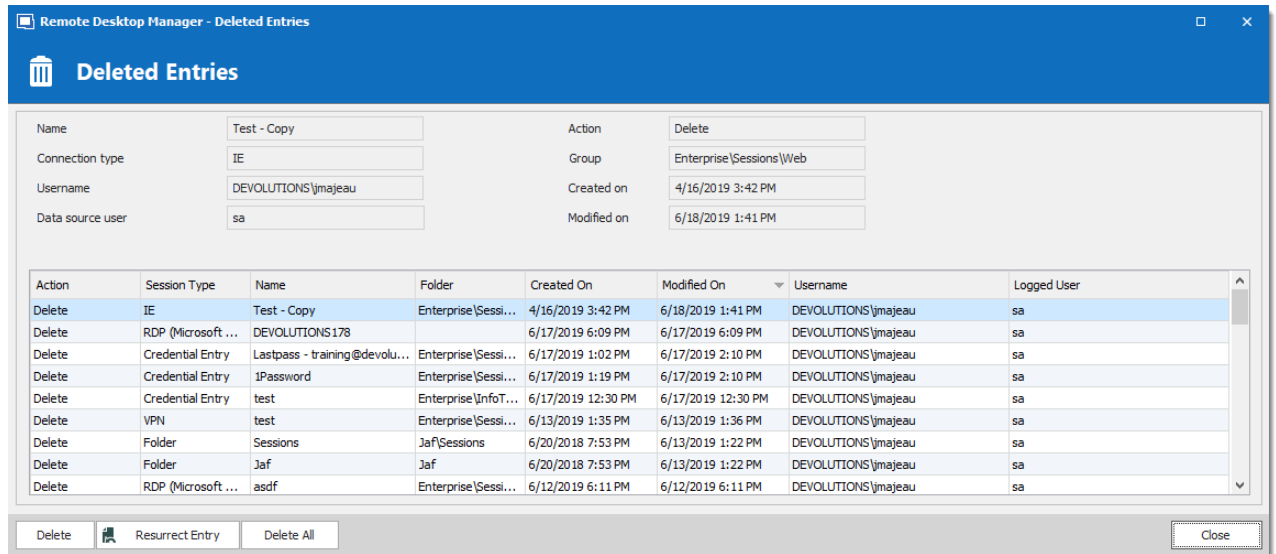 Remote Desktop Manager - Deleted Entries
Deleted Entries
Name Test - Copy Action Delete
Connection type IE Group Enterprise\Sessions\Web
Username DEVOLUTIONS\jmajeau Created on 4/16/2019 3:42 PM
Data source user sa Modified on 6/18/2019 1:41 PM
Action Session Type Name Folder Created On Modified On Username Logged User
Delete IE Test - Copy Enterprise\Sessi... 4/16/2019 3:42 PM 6/18/2019 1:41 PM DEVOLUTIONS\jmajeau sa
Delete RDP (Microsoft ... DEVOLUTIONS178 6/17/2019 6:09 PM 6/17/2019 6:09 PM DEVOLUTIONS\jmajeau sa
Delete Credential Entry Lastpass - training@devolu... Enterprise\Sessi... 6/17/2019 1:02 PM 6/17/2019 2:10 PM DEVOLUTIONS\jmajeau sa
Delete Credential Entry 1Password Enterprise\Sessi... 6/17/2019 1:19 PM 6/17/2019 2:10 PM DEVOLUTIONS\jmajeau sa
Delete Credential Entry test Enterprise\InfoT... 6/17/2019 12:30 PM 6/17/2019 12:30 PM DEVOLUTIONS\jmajeau sa
Delete VPN test Enterprise\Sessi... 6/13/2019 1:35 PM 6/13/2019 1:36 PM DEVOLUTIONS\jmajeau sa
Delete Folder Sessions Jaf\Sessions 6/20/2018 7:53 PM 6/13/2019 1:22 PM DEVOLUTIONS\jmajeau sa
Delete Folder Jaf Jaf 6/20/2018 7:53 PM 6/13/2019 1:22 PM DEVOLUTIONS\jmajeau sa
Delete RDP (Microsoft ... asdf Enterprise\Sessi... 6/12/2019 6:11 PM 6/12/2019 6:11 PM DEVOLUTIONS\jmajeau sa
Delete Resurrect Entry Delete All Close